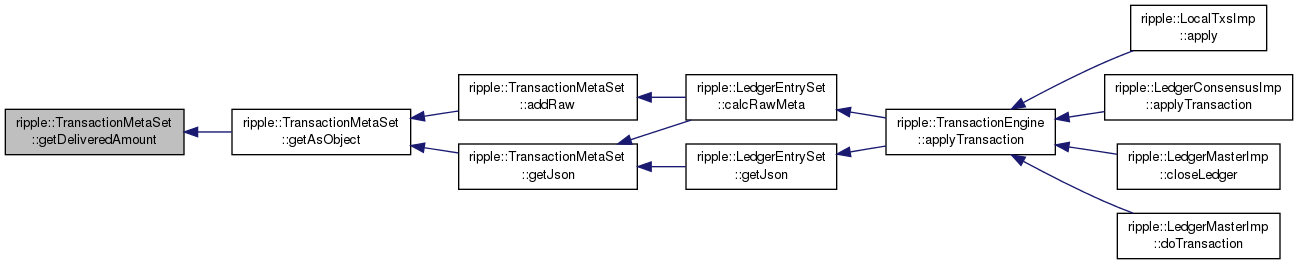 ripple::TransactionMetaSet
::getDeliveredAmount
ripple::TransactionMetaSet
::getAsObject
ripple::TransactionMetaSet
::addRaw
ripple::TransactionMetaSet
::getJson
ripple::LedgerEntrySet
::calcRawMeta
ripple::LedgerEntrySet
::getJson
ripple::TransactionEngine
::applyTransaction
ripple::LocalTxsImp
::apply
ripple::LedgerConsensusImp
::applyTransaction
ripple::LedgerMasterImp
::closeLedger
ripple::LedgerMasterImp
::doTransaction